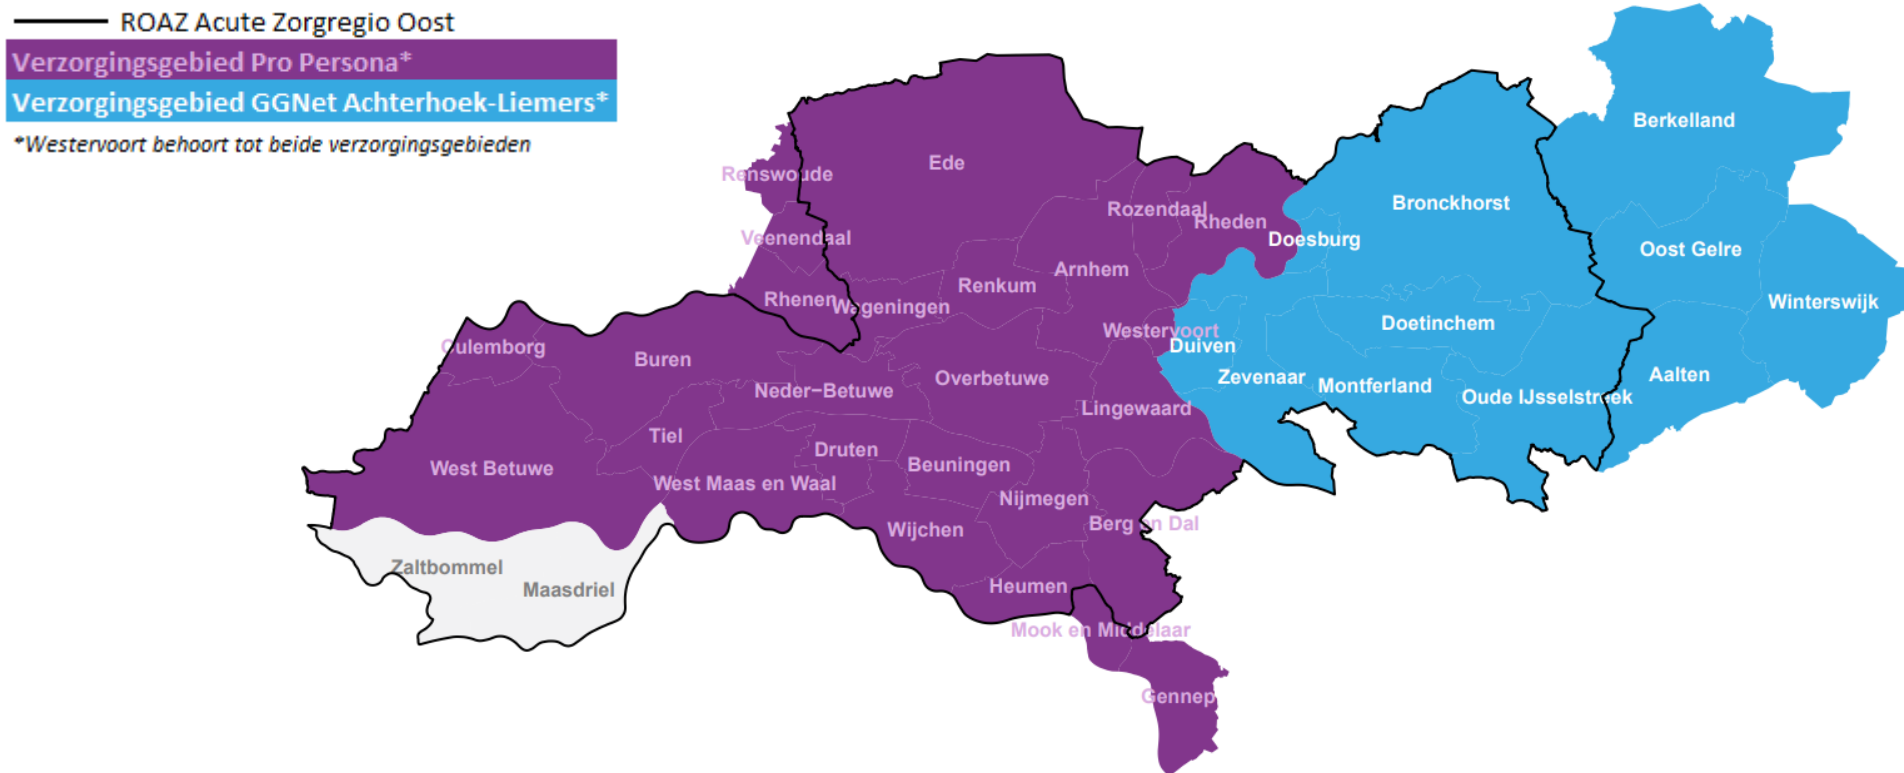 ROAZ Acute Zorgregio Oost
Verzorgingsgebied Pro Persona*
Verzorgingsgebied GGNet Achterhoek-Liemers*
*Westervoort behoort tot beide verzorgingsgebieden
Berkelland
Ede
Renswoude
Bronckhorst
Rozendaal
Rheden
Veenendaal
Doesburg
Oost Gelre
Arnhem
Renkum
Rhenen
Wageningen
Winterswijk
Westervoort
Doetinchem
Culemborg
Duiven
Buren
Zevenaar
Overbetuwe
Aalten
Montferland
Neder−Betuwe
Oude IJsselstreek
Lingewaard
Tiel
Druten
Beuningen
West Betuwe
West Maas en Waal
Nijmegen
Berg en Dal
Wijchen
Zaltbommel
Heumen
Maasdriel
Mook en Middelaar
Gennep